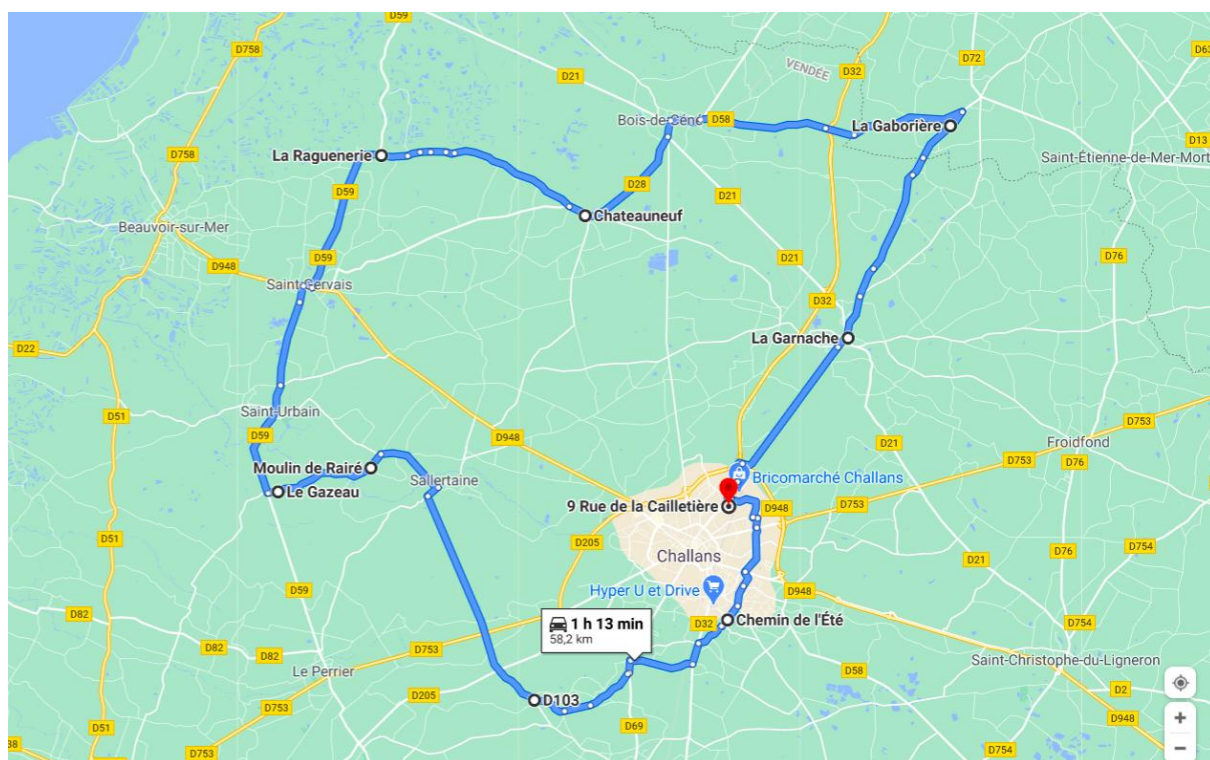 D59
D758
D63
D72
D32
VENDÉE
D21
Bois-de-Céné
D58
La Gaborière
D13
La Raguenerie
D758
Saint-Étienne-de-Mer-Mort
D59
D28
D21
Chateauneuf
Beauvoir-sur-Mer
D59
D21
D76
D948
Saint-Gervais
D32
La Garnache
D22
D51
Saint-Urbain
D753
D59
D948
Froidfond
D21
D753
D76
Moulin de Rairé
Bricomarché Challans
Sallertaine
Le Gazeau
9 Rue de la Cailletière
D948
D753
D51
D205
D754
D76
Challans
D21
D59
Hyper U et Drive
D948
D82
1 h 13 min
D32
Chemin de l'Été
D754
58,2 km
D82
D753
D82
Le Perrier
D58
Saint-Christophe-du-Ligneron
D205
D103
D2
D753
D51
D69
D948
38
D753
D754